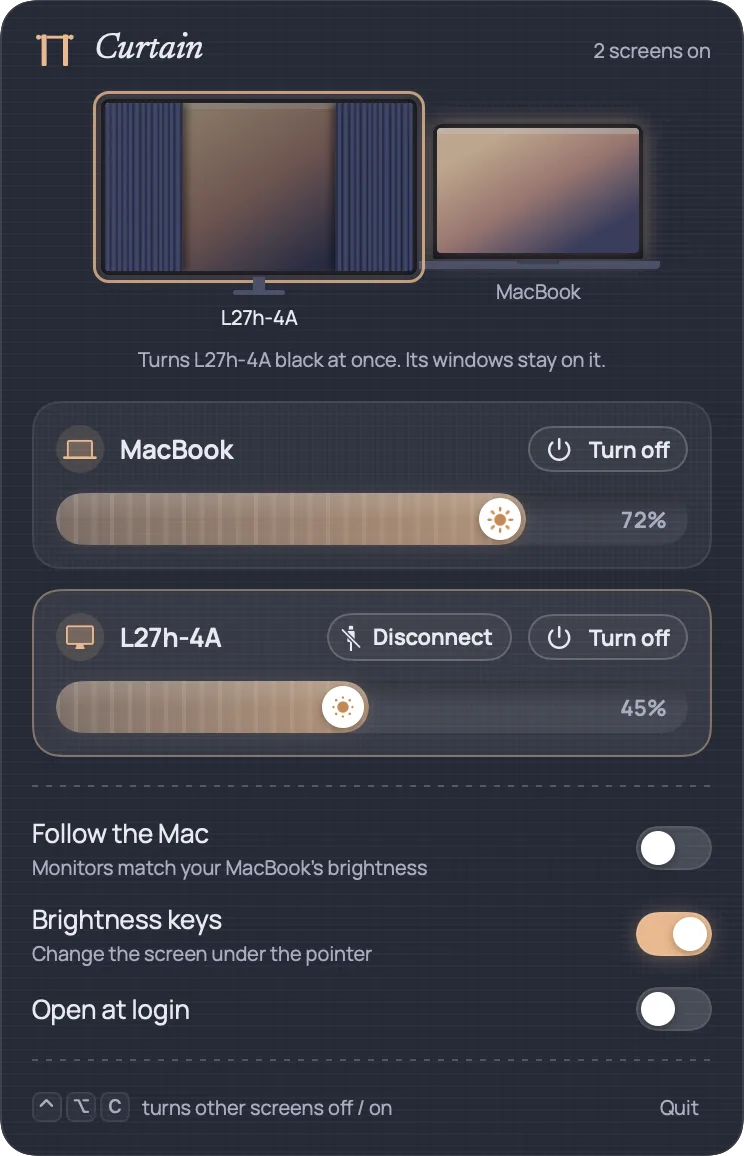 Curtain
2 screens on
MacBook
L27h-4A
Turns L27h-4A black at once. Its windows stay on it.
MacBook
Turn off
72%
L27h-4A
Disconnect
Turn off
45%
Follow the Mac
Monitors match your MacBook's brightness
Brightness keys
Change the screen under the pointer
Open at login
⌃ ⌥ C turns other screens off / on
Quit